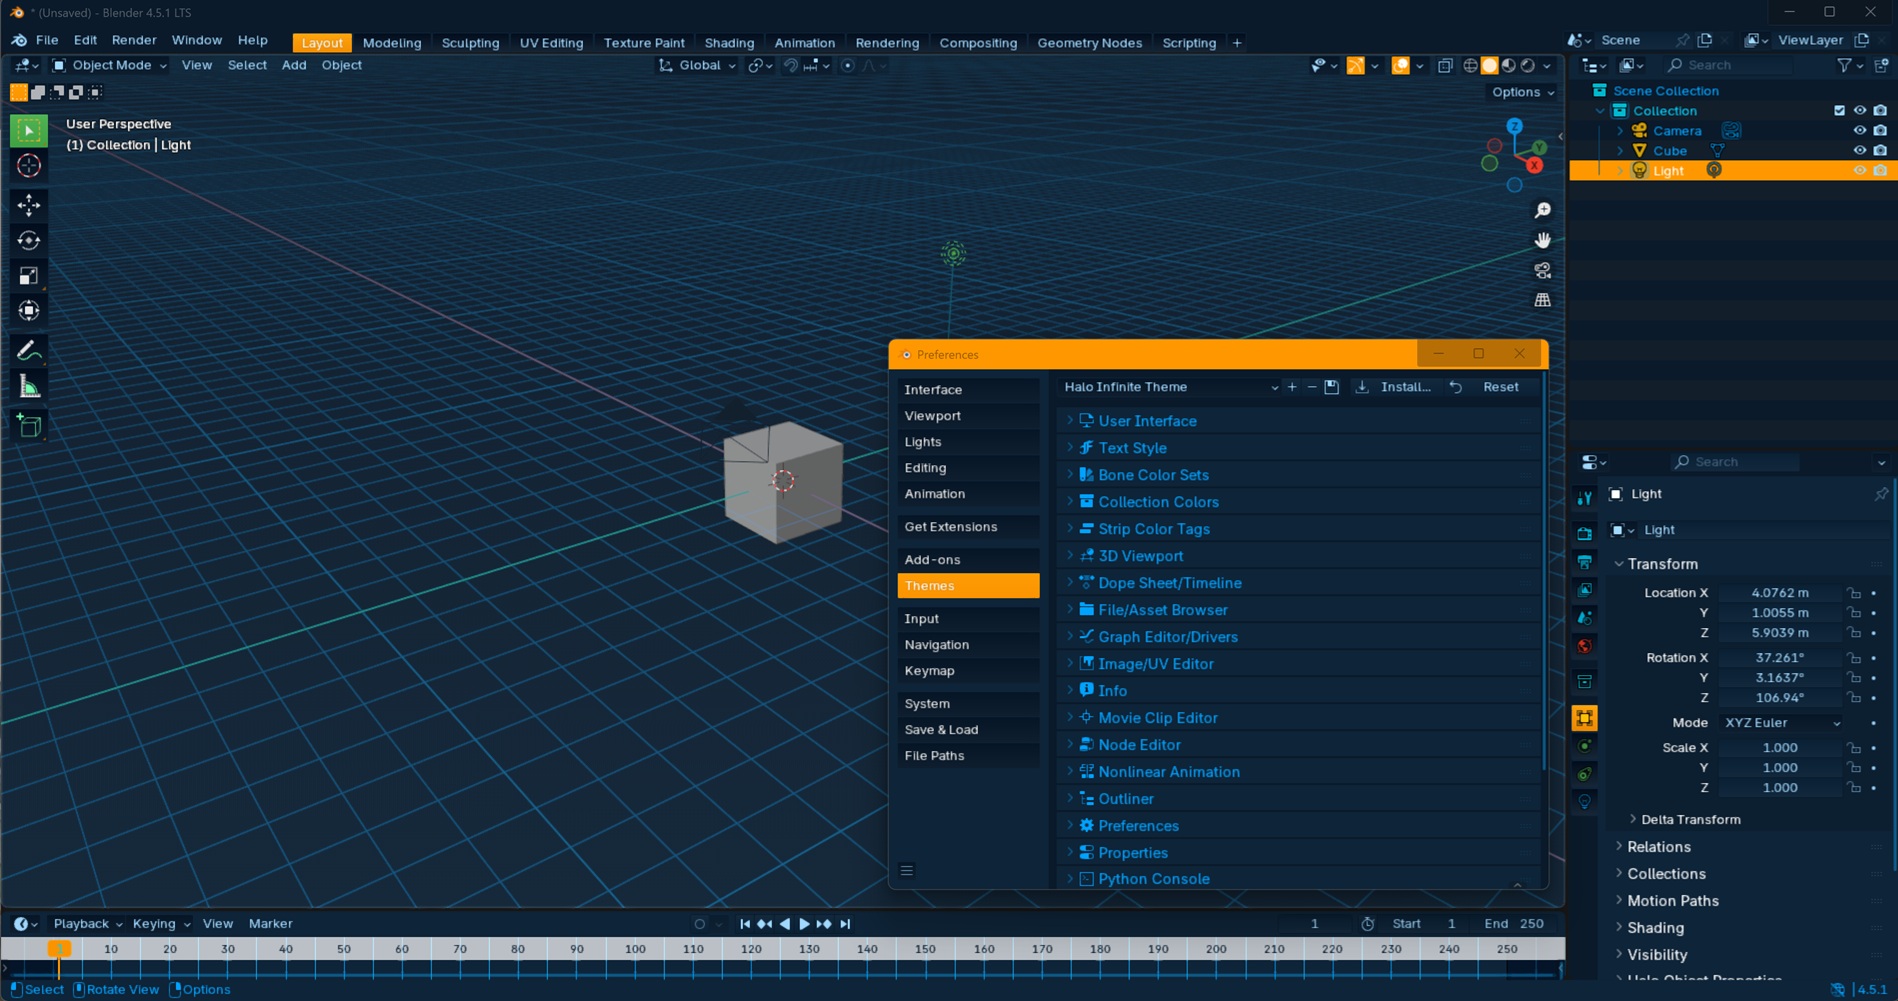 * (Unsaved) - Blender 4.5.1 LTS
File Edit Render Window Help Layout Modeling Sculpting UV Editing Texture Paint Shading Animation Rendering Compositing Geometry Nodes Scripting + Scene ViewLayer
Object Mode View Select Add Object Global Search
Options
User Perspective
(1) Collection | Light
Z
Y
X
Scene Collection
Collection
Camera
Cube
Light
Preferences
Interface
Viewport
Lights
Editing
Animation
Get Extensions
Add-ons
Themes
Input
Navigation
Keymap
System
Save & Load
File Paths
Halo Infinite Theme + − Install... Reset
User Interface
Text Style
Bone Color Sets
Collection Colors
Strip Color Tags
3D Viewport
Dope Sheet/Timeline
File/Asset Browser
Graph Editor/Drivers
Image/UV Editor
Info
Movie Clip Editor
Node Editor
Nonlinear Animation
Outliner
Preferences
Properties
Python Console
Search
Light
Light
Transform
Location X 4.0762 m
Y 1.0055 m
Z 5.9039 m
Rotation X 37.261°
Y 3.1637°
Z 106.94°
Mode XYZ Euler
Scale X 1.000
Y 1.000
Z 1.000
Delta Transform
Relations
Collections
Motion Paths
Shading
Visibility
Halo Object Properties
Playback Keying View Marker 1 Start 1 End 250
1 10 20 30 40 50 60 70 80 90 100 110 120 130 140 150 160 170 180 190 200 210 220 230 240 250
Select Rotate View Options 4.5.1